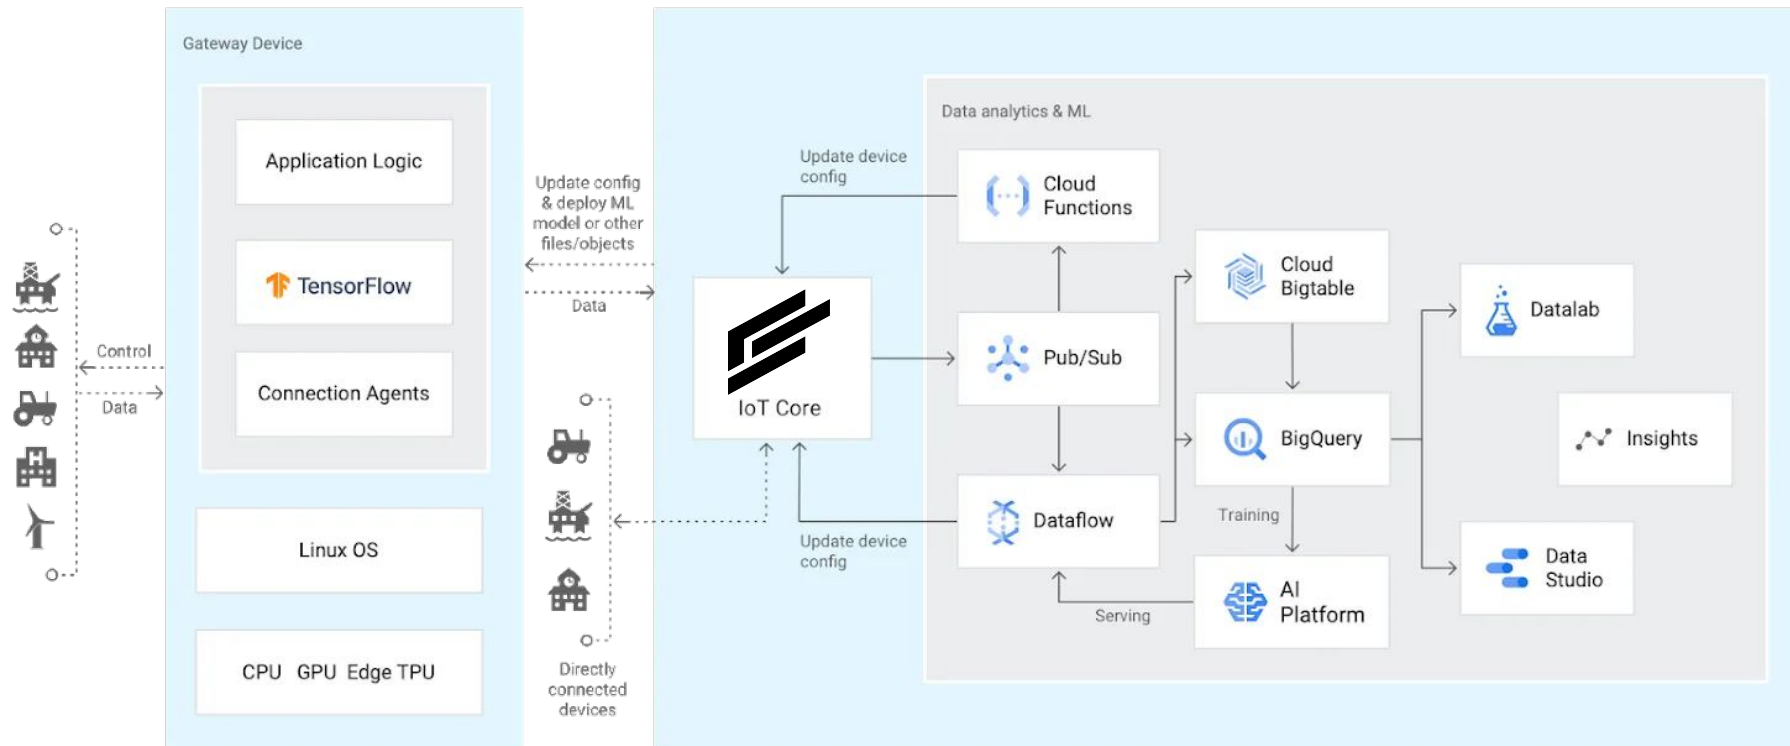 Gateway Device
Application Logic
TensorFlow
Connection Agents
Linux OS
CPU GPU Edge TPU
Control
Data
Update config
& deploy ML
model or other
files/objects
Data
Directly
connected
devices
IoT Core
Update device
config
Update device
config
Data analytics & ML
Cloud
Functions
Pub/Sub
Dataflow
Cloud
Bigtable
BigQuery
Training
AI
Platform
Serving
Datalab
Insights
Data
Studio